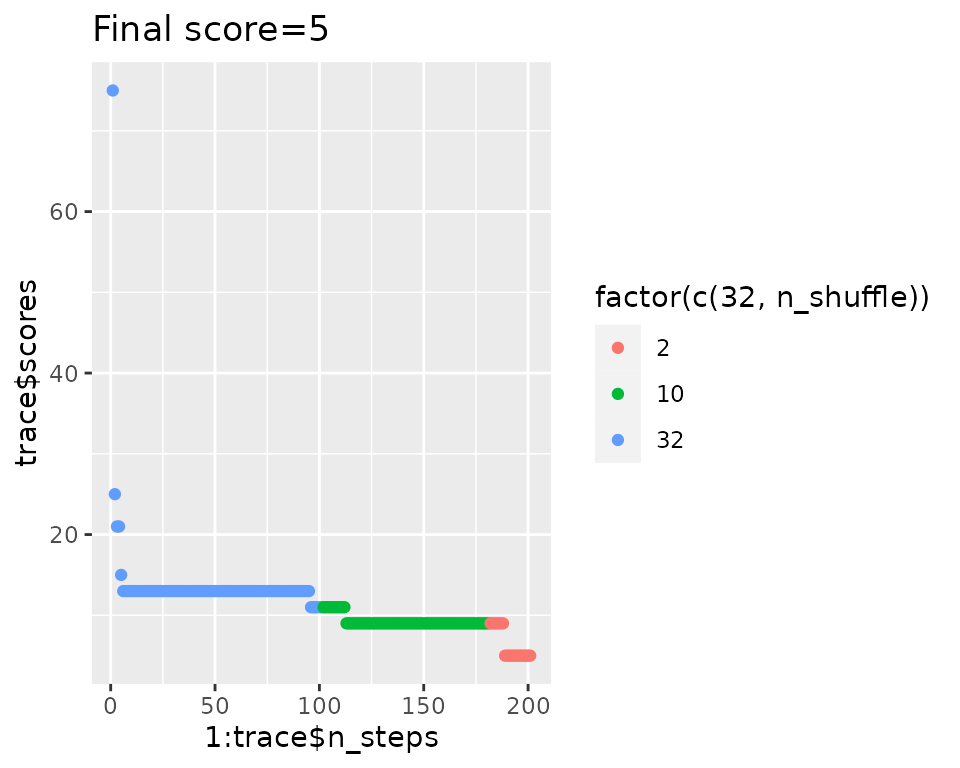 Final score=5
trace$scores
60
40
20
0
50
100
150
200
1:trace$n_steps
factor(c(32, n_shuffle))
2
10
32